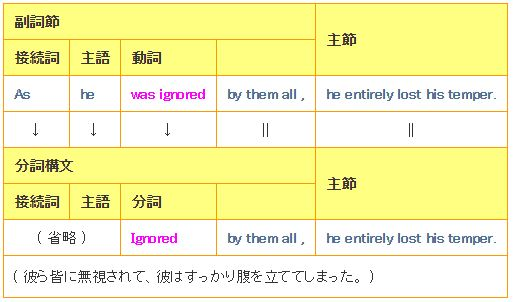 副詞節 主節
接続詞 主語 動詞
As he was ignored by them all , he entirely lost his temper.
↓ ↓ ↓ || ||
分詞構文 主節
接続詞 主語 分詞
( 省略 ) Ignored by them all , he entirely lost his temper.
( 彼ら皆に無視されて、彼はすっかり腹を立ててしまった。 )